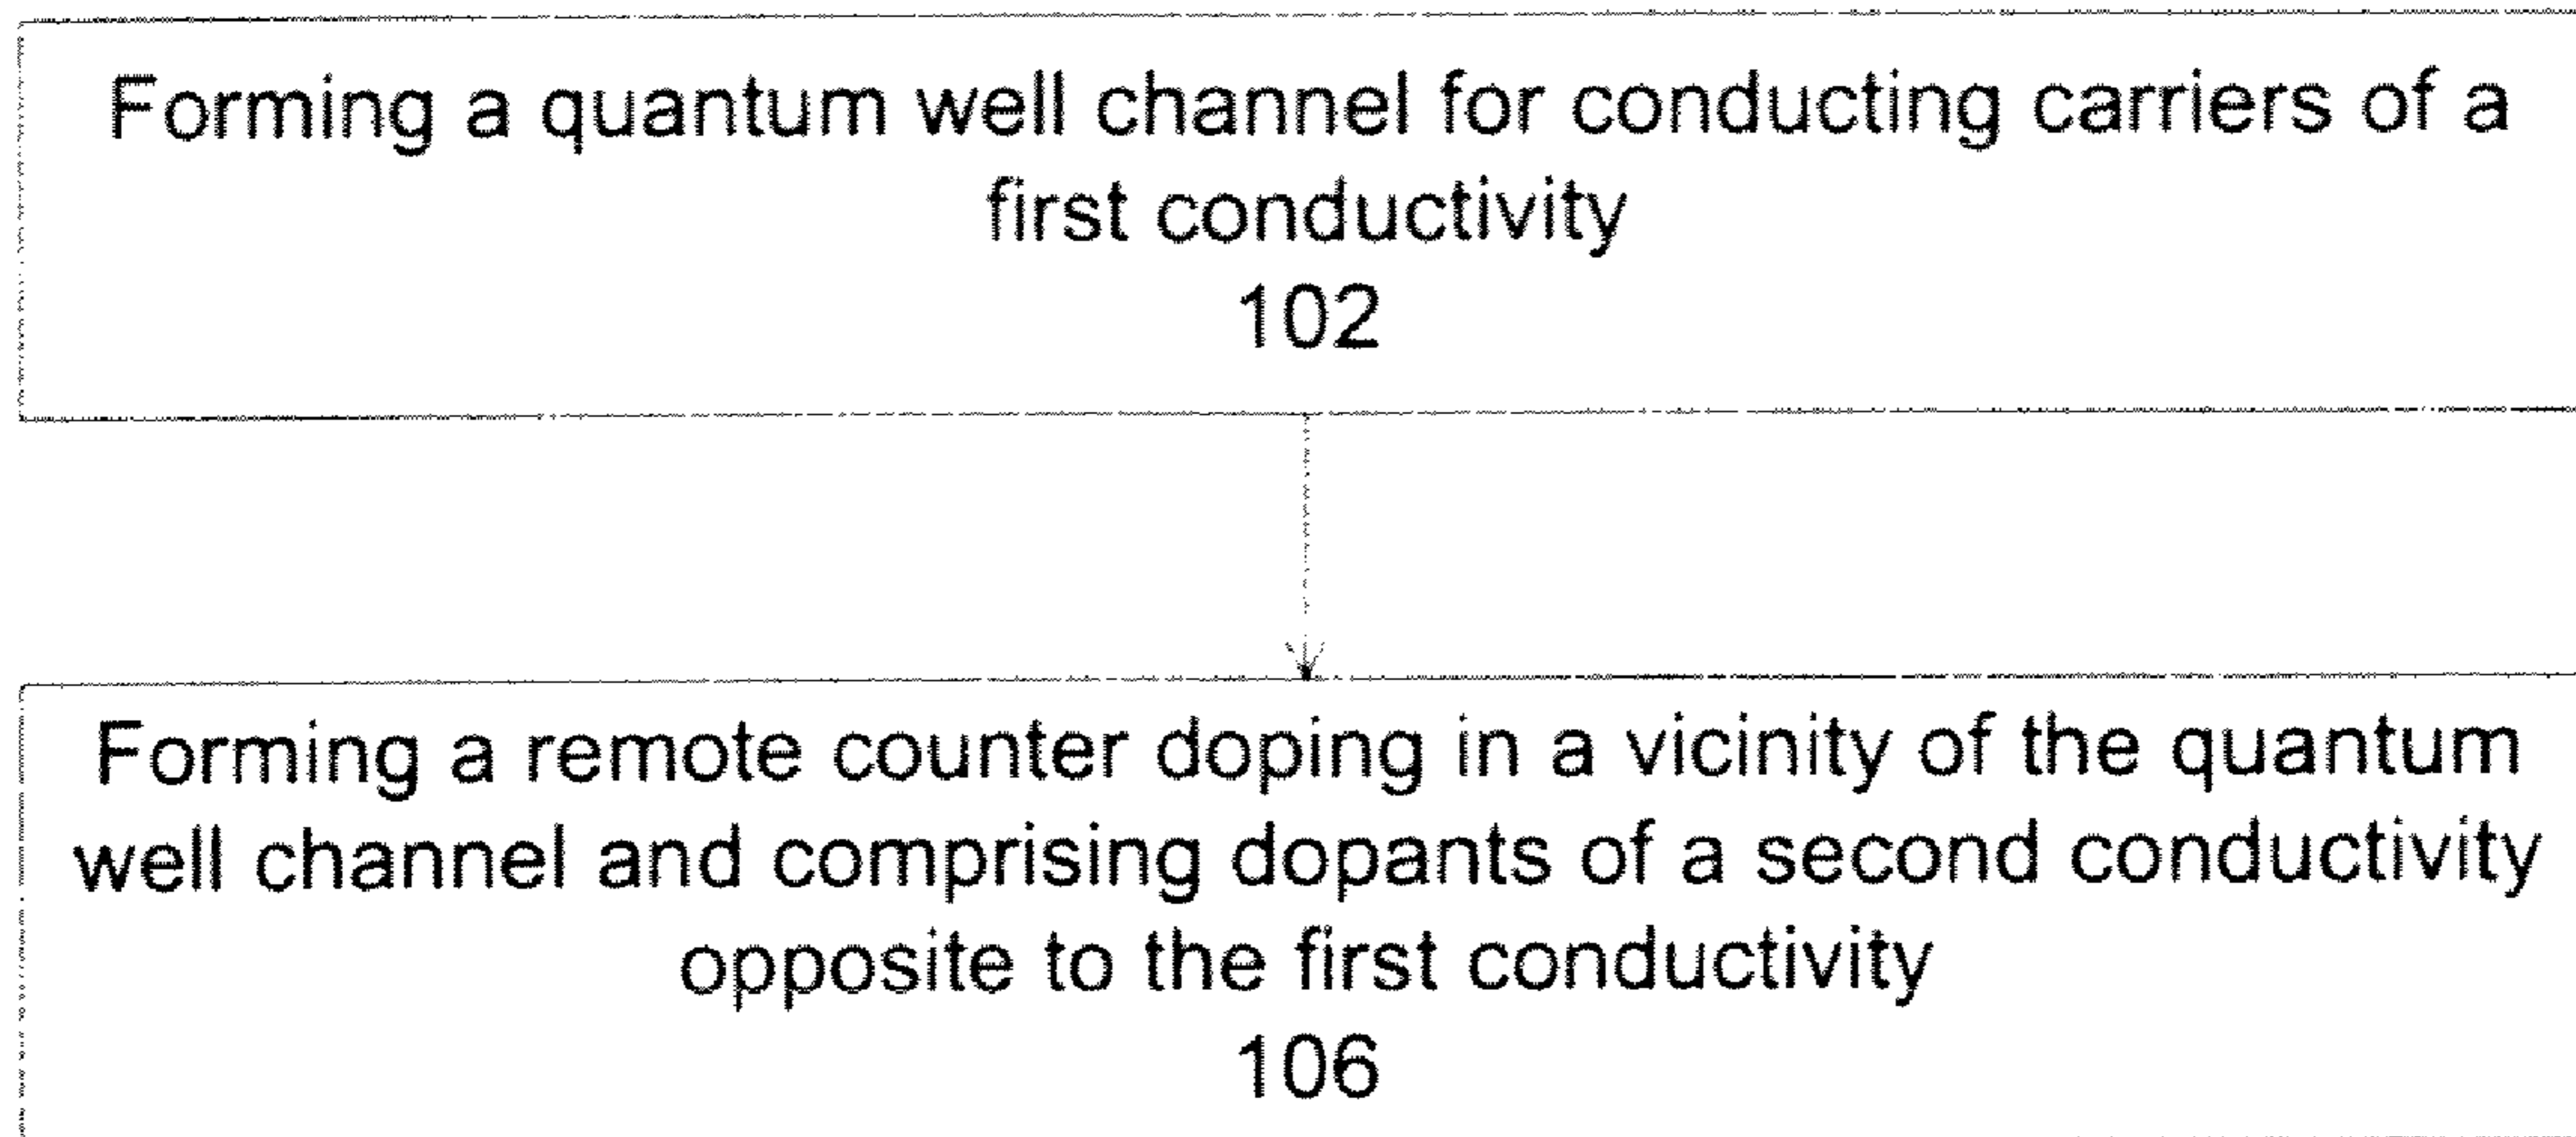 Forming a quantum well channel for conducting carriers of a
first conductivity
102
Forming a remote counter doping in a vicinity of the quantum
well channel and comprising dopants of a second conductivity
opposite to the first conductivity
106